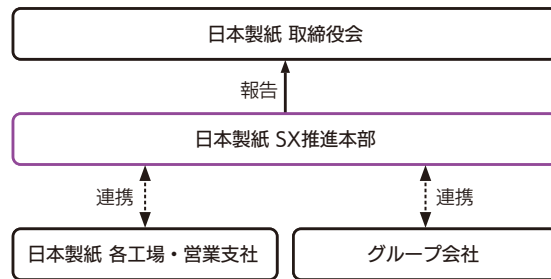 日本製紙 取締役会
報告
日本製紙 SX推進本部
連携
連携
日本製紙 各工場・営業支社
グループ会社